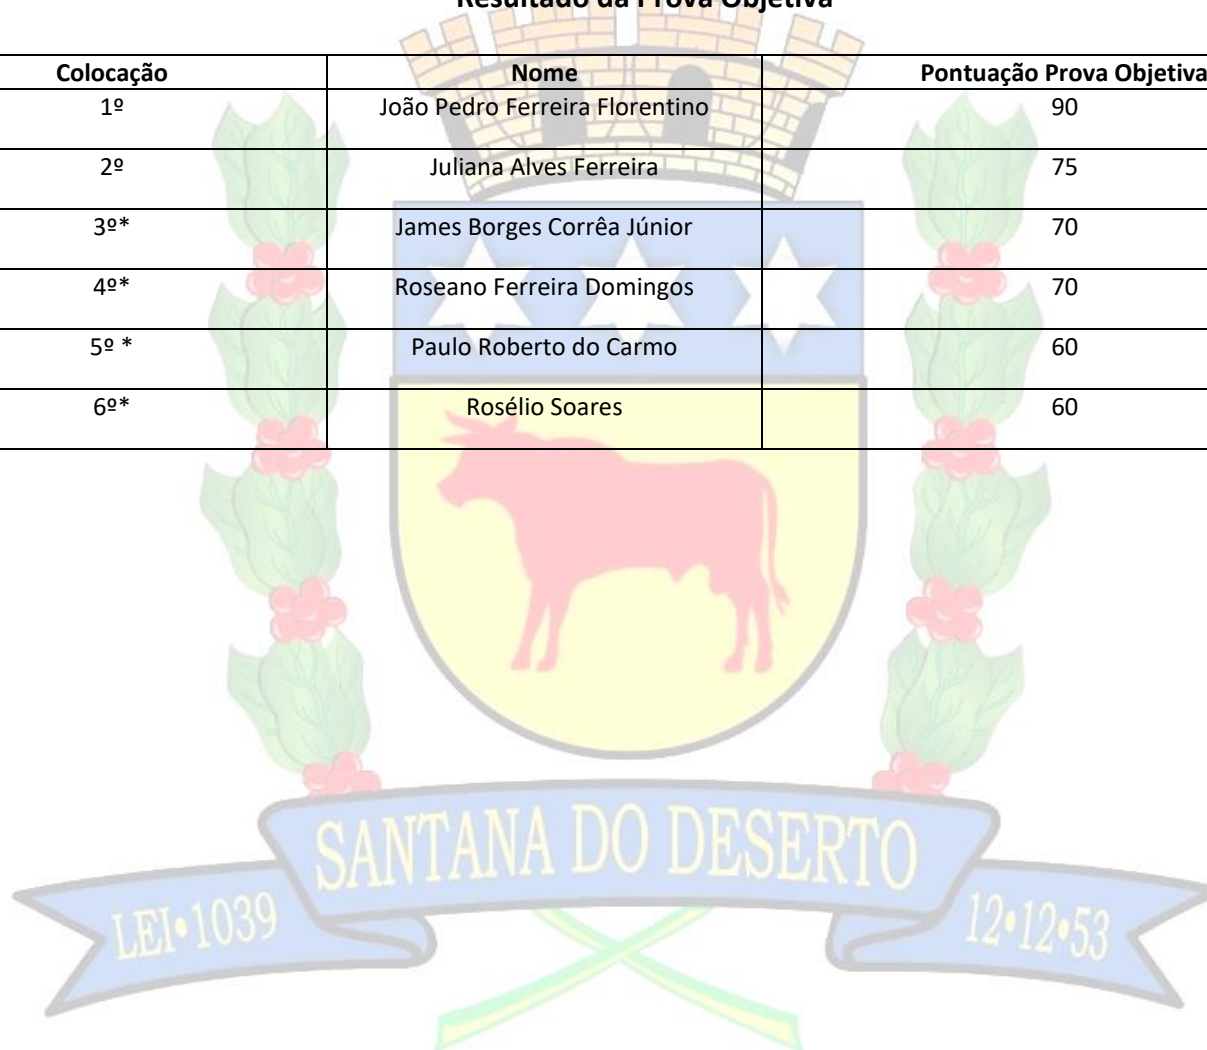 Resultado da Prova Objetiva
Colocação Nome Pontuação Prova Objetiva
1º João Pedro Ferreira Florentino 90
2º Juliana Alves Ferreira 75
3º* James Borges Corrêa Júnior 70
4º* Roseano Ferreira Domingos 70
5º * Paulo Roberto do Carmo 60
6º* Rosélio Soares 60
SANTANA DO DESERTO
LEI•1039 12•12•53